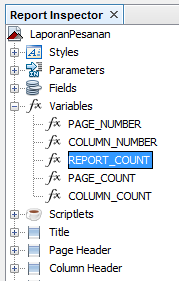 Report Inspector
LaporanPesanan
Styles
Parameters
Fields
Variables
PAGE_NUMBER
COLUMN_NUMBER
REPORT_COUNT
PAGE_COUNT
COLUMN_COUNT
Scriptlets
Title
Page Header
Column Header